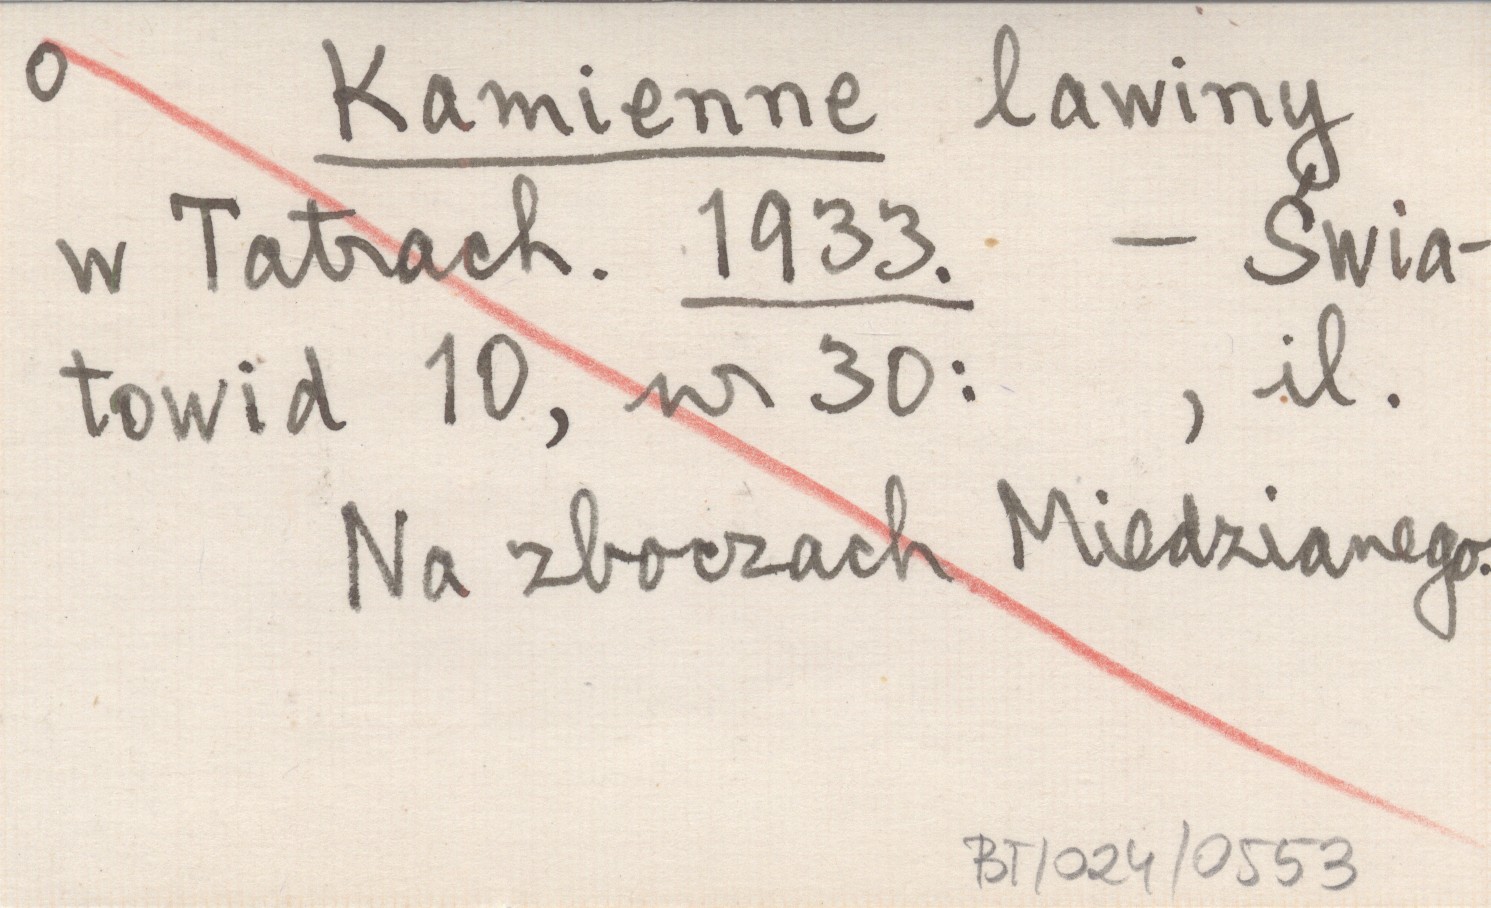 o Kamienne lawiny
w Tatrach. 1933. – Świa-
towid 10, nr 30: , il.
Na zboczach Miedzianego.
BT/024/0553